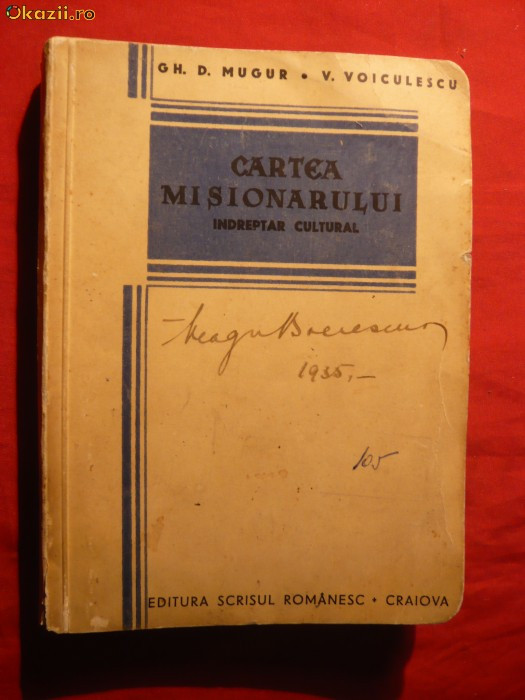 Okazii.ro
GH. D. MUGUR • V. VOICULESCU
CARTEA
MISIONARULUI
INDREPTAR CULTURAL
1935,—
105
EDITURA SCRISUL ROMÂNESC • CRAIOVA